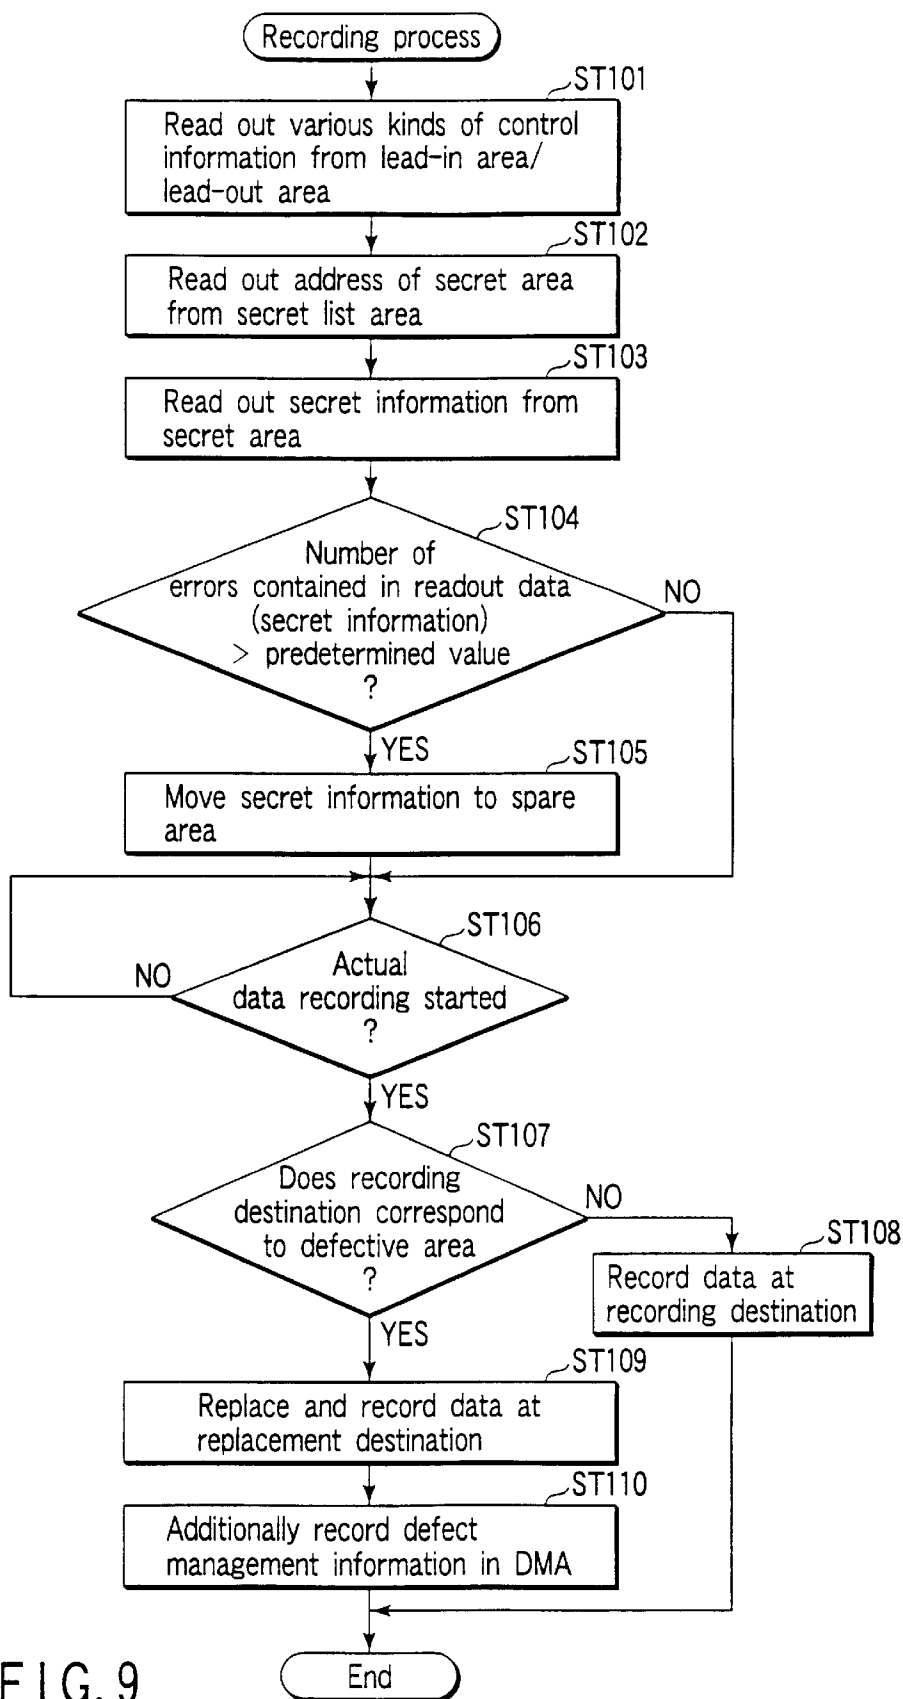 Recording process
ST101
Read out various kinds of control
information from lead-in area/
lead-out area
ST102
Read out address of secret area
from secret list area
ST103
Read out secret information from
secret area
ST104
Number of
errors contained in readout data
(secret information)
> predetermined value
?
NO
YES
ST105
Move secret information to spare
area
ST106
Actual
data recording started
?
NO
YES
ST107
Does recording
destination correspond
to defective area
?
NO
ST108
Record data at
recording destination
YES
ST109
Replace and record data at
replacement destination
ST110
Additionally record defect
management information in DMA
End
FIG. 9